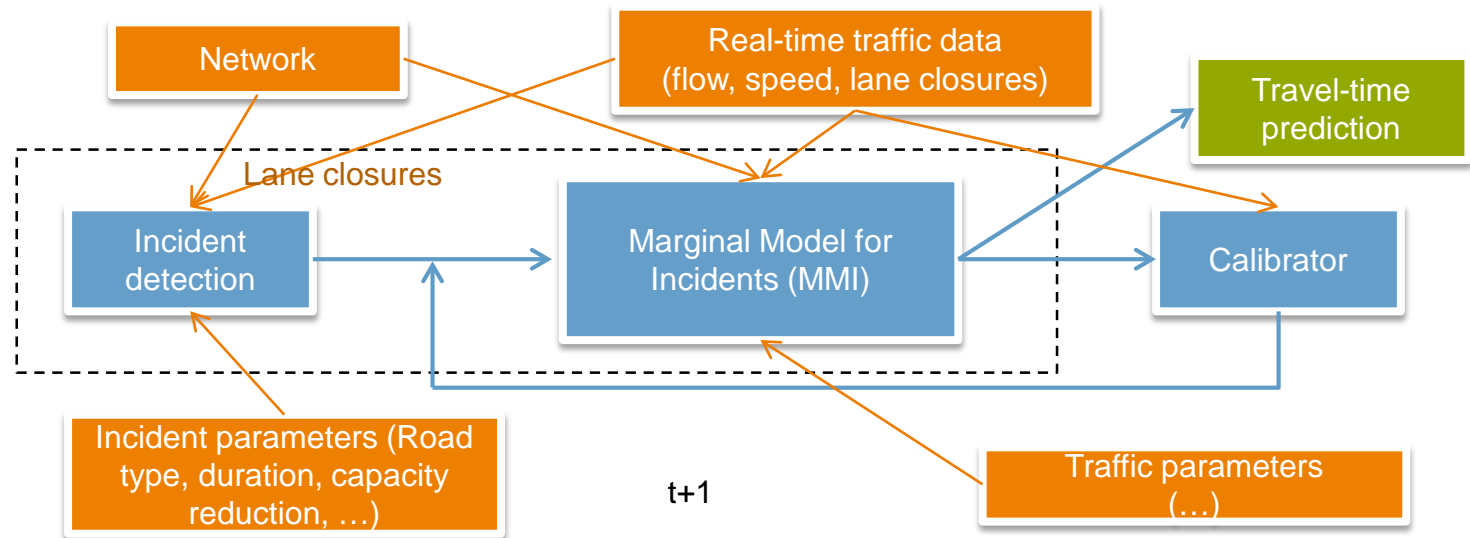 Network
Real-time traffic data
(flow, speed, lane closures)
Travel-time
prediction
Lane closures
Incident
detection
Marginal Model for
Incidents (MMI)
Calibrator
Incident parameters (Road
type, duration, capacity
reduction, …)
t+1
Traffic parameters
(…)